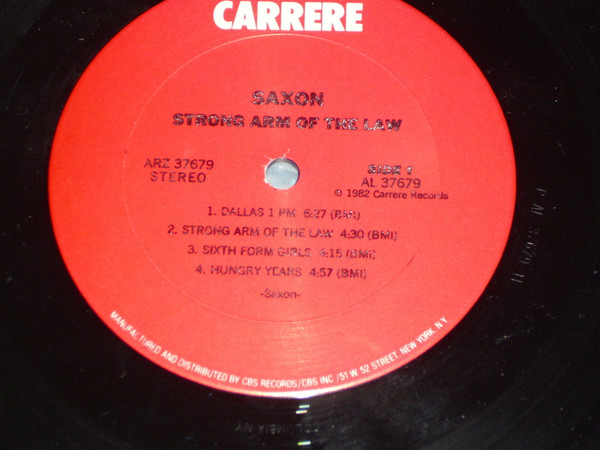 CARRERE
SAXON
STRONG ARM OF THE LAW
ARZ 37679
STEREO
SIDE 1
AL 37679
© 1982 Carrere Records
1. DALLAS 1 PM 6:27 (BMI)
2. STRONG ARM OF THE LAW 4:30 (BMI)
3. SIXTH FORM GIRLS 4:15 (BMI)
4. HUNGRY YEARS 4:57 (BMI)
-Saxon-
MANUFACTURED AND DISTRIBUTED BY CBS RECORDS/CBS INC./51 W. 52 STREET, NEW YORK, N.Y.
COLUMBIA NY